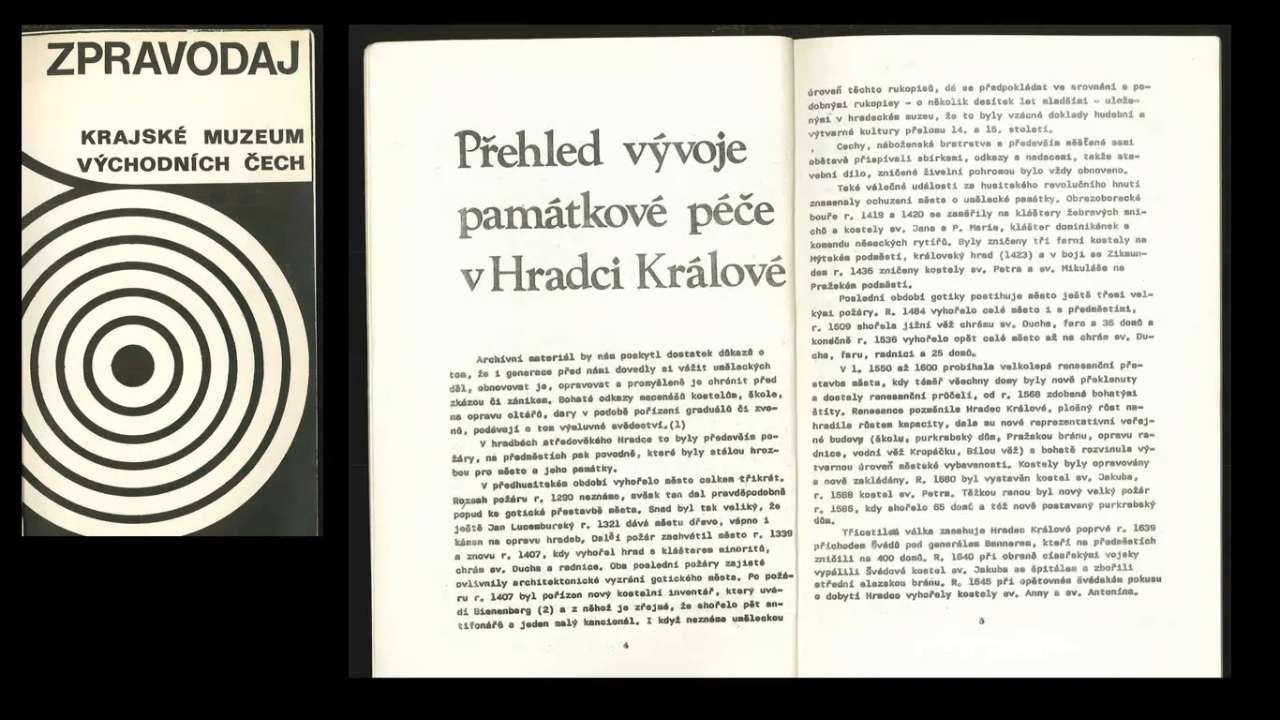 ZPRAVODAJ
KRAJSKÉ MUZEUM
VÝCHODNÍCH ČECH
Přehled vývoje
památkové péče
v Hradci Králové
Archivní materiál by nám poskytl dostatek důkazů o
tom, že i generace před námi dovedly si vážit uměleckých
děl, obnovovat je, opravovat a promyšleně je chránit před
zkázou či zánikem. Bohaté odkazy mecenášů kostelům, škole,
na opravu oltářů, dary v podobě pořízení graduálů či zvo-
nů, podávají o tom výmluvné svědectví.(1)
V hradbách středověkého Hradce to byly především po-
žáry, na předměstích pak povodně, které byly stálou hroz-
bou pro město a jeho památky.
V předhusitském období vyhořelo město celkem třikrát.
Rozsah požáru r. 1290 neznáme, avšak ten dal pravděpodobně
popud ke gotické přestavbě města. Snad byl tak veliký, že
ještě Jan Lucemburský r. 1321 dává městu dřevo, vápno i
kámen na opravu hradeb. Další požár zachvátil město r. 1339
a znovu r. 1407, kdy vyhořel hrad s klášterem minoritů,
chrám sv. Ducha a radnice. Oba poslední požáry zajisté
ovlivnily architektonické vyzrání gotického města. Po požá-
ru r. 1407 byl pořízen nový kostelní inventář, který uvá-
dí Bienenberg (2) a z něhož je zřejmé, že shořelo pět an-
tifonářů a jeden malý kancionál. I když neznáme uměleckou
4
úroveň těchto rukopisů, dá se předpokládat ve srovnání s po-
dobnými rukopisy - o několik desítek let mladšími - ulože-
nými v hradeckém muzeu, že to byly vzácné doklady hudební a
výtvarné kultury přelomu 14. a 15. století.
Cechy, náboženská bratrstva a především měšťané sami
obětavě přispívali sbírkami, odkazy a nadacemi, takže sta-
vební dílo, zničené živelní pohromou bylo vždy obnoveno.
Také válečné události za husitského revolučního hnutí
znamenaly ochuzení města o umělecké památky. Obrazoborecké
bouře r. 1419 a 1420 se zaměřily na kláštery žebravých mni-
chů a kostely sv. Jana a P. Marie, klášter dominikánek a
komendu německých rytířů. Byly zničeny tři farní kostely na
Mýtském podměstí, královský hrad (1423) a v boji se Zikmun-
dem r. 1436 zničeny kostely sv. Petra a sv. Mikuláše na
Pražském podměstí.
Poslední období gotiky postihuje město ještě třemi vel-
kými požáry. R. 1484 vyhořelo celé město i s předměstími,
r. 1509 shořela jižní věž chrámu sv. Ducha, fara a 36 domů a
konečně r. 1536 vyhořelo opět celé město až na chrám sv. Du-
cha, faru, radnici a 25 domů.
V l. 1550 až 1600 probíhala velkolepá renesanční pře-
stavba města, kdy téměř všechny domy byly nově překlenuty
a dostaly renesanční průčelí, od r. 1568 zdobená bohatými
štíty. Renesance pozměnila Hradec Králové, plošný růst na-
hradila růstem kapacity, dala mu nové reprezentativní veřej-
né budovy (školu, purkrabský dům, Pražskou bránu, opravu ra-
dnice, vodní věž Kropáčku, Bílou věž) a bohatě rozvinula vý-
tvarnou úroveň městské vybavenosti. Kostely byly opravovány
a nově zakládány. R. 1580 byl vystavěn kostel sv. Jakuba,
r. 1588 kostel sv. Petra. Těžkou ranou byl nový velký požár
r. 1586, kdy shořelo 65 domů a též nově postavený purkrabský
dům.
Třicetiletá válka zasahuje Hradec Králové poprvé r. 1639
příchodem Švédů pod generálem Bannerem, kteří na předměstích
zničili na 400 domů. R. 1640 při obraně císařskými vojsky
vypálili Švédové kostel sv. Jakuba se špitálem a zbořili
střední slezskou bránu. R. 1645 při opětovném švédském pokusu
o dobytí Hradce vyhořely kostely sv. Anny a sv. Antonína.
5